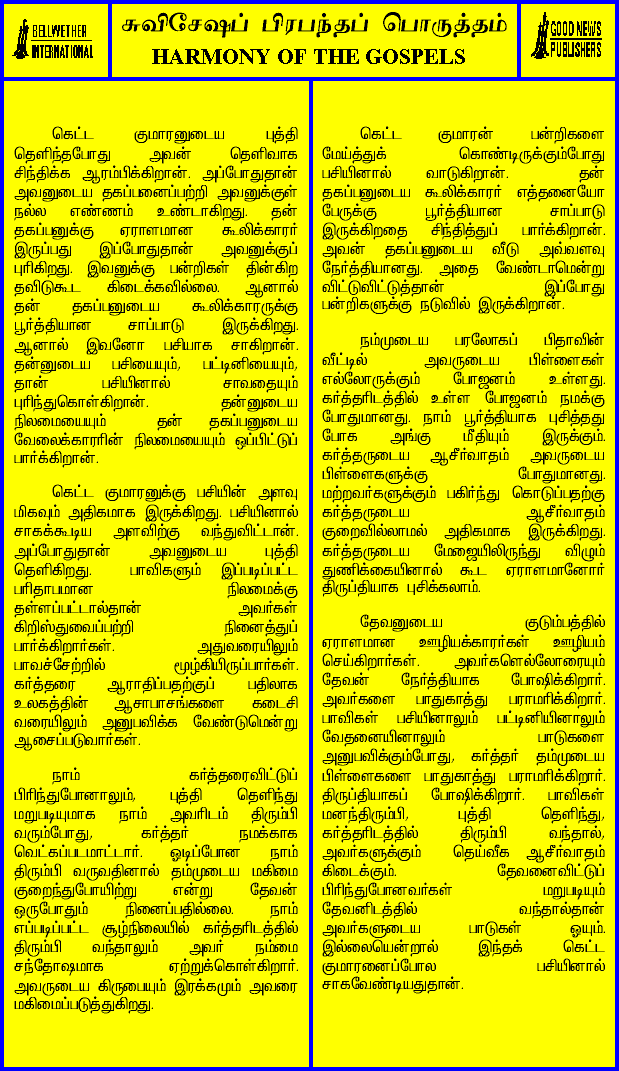 BELLWETHER
INTERNATIONAL
சுவிசேஷப் பிரபந்தப் பொருத்தம்
HARMONY OF THE GOSPELS
GOOD NEWS
PUBLISHERS
கெட்ட குமாரனுடைய புத்தி
தெளிந்தபோது அவன் தெளிவாக
சிந்திக்க ஆரம்பிக்கிறான். அப்போதுதான்
அவனுடைய தகப்பனைப்பற்றி அவனுக்குள்
நல்ல எண்ணம் உண்டாகிறது. தன்
தகப்பனுக்கு ஏராளமான கூலிக்காரர்
இருப்பது இப்போதுதான் அவனுக்குப்
புரிகிறது. இவனுக்கு பன்றிகள் தின்கிற
தவிடுகூட கிடைக்கவில்லை. ஆனால்
தன் தகப்பனுடைய கூலிக்காரருக்கு
பூர்த்தியான சாப்பாடு இருக்கிறது.
ஆனால் இவனோ பசியாக சாகிறான்.
தன்னுடைய பசியையும், பட்டினியையும்,
தான் பசியினால் சாவதையும்
புரிந்துகொள்கிறான். தன்னுடைய
நிலமையையும் தன் தகப்பனுடைய
வேலைக்காரரின் நிலமையையும் ஒப்பிட்டுப்
பார்க்கிறான்.
கெட்ட குமாரனுக்கு பசியின் அளவு
மிகவும் அதிகமாக இருக்கிறது. பசியினால்
சாகக்கூடிய அளவிற்கு வந்துவிட்டான்.
அப்போதுதான் அவனுடைய புத்தி
தெளிகிறது. பாவிகளும் இப்படிப்பட்ட
பரிதாபமான நிலமைக்கு
தள்ளப்பட்டால்தான் அவர்கள்
கிறிஸ்துவைப்பற்றி நினைத்துப்
பார்க்கிறார்கள். அதுவரையிலும்
பாவச்சேற்றில் மூழ்கியிருப்பார்கள்.
கர்த்தரை ஆராதிப்பதற்குப் பதிலாக
உலகத்தின் ஆசாபாசங்களை கடைசி
வரையிலும் அனுபவிக்க வேண்டுமென்று
ஆசைப்படுவார்கள்.
நாம் கர்த்தரைவிட்டுப்
பிரிந்துபோனாலும், புத்தி தெளிந்து
மறுபடியுமாக நாம் அவரிடம் திரும்பி
வரும்போது, கர்த்தர் நமக்காக
வெட்கப்படமாட்டார். ஓடிப்போன நாம்
திரும்பி வருவதினால் தம்முடைய மகிமை
குறைந்துபோயிற்று என்று தேவன்
ஒருபோதும் நினைப்பதில்லை. நாம்
எப்படிப்பட்ட சூழ்நிலையில் கர்த்தரிடத்தில்
திரும்பி வந்தாலும் அவர் நம்மை
சந்தோஷமாக ஏற்றுக்கொள்கிறார்.
அவருடைய கிருபையும் இரக்கமும் அவரை
மகிமைப்படுத்துகிறது.
கெட்ட குமாரன் பன்றிகளை
மேய்த்துக் கொண்டிருக்கும்போது
பசியினால் வாடுகிறான். தன்
தகப்பனுடைய கூலிக்காரர் எத்தனையோ
பேருக்கு பூர்த்தியான சாப்பாடு
இருக்கிறதை சிந்தித்துப் பார்க்கிறான்.
அவன் தகப்பனுடைய வீடு அவ்வளவு
நேர்த்தியானது. அதை வேண்டாமென்று
விட்டுவிட்டுத்தான் இப்போது
பன்றிகளுக்கு நடுவில் இருக்கிறான்.
நம்முடைய பரலோகப் பிதாவின்
வீட்டில் அவருடைய பிள்ளைகள்
எல்லோருக்கும் போஜனம் உள்ளது.
கர்த்தரிடத்தில் உள்ள போஜனம் நமக்கு
போதுமானது. நாம் பூர்த்தியாக புசித்தது
போக அங்கு மீதியும் இருக்கும்.
கர்த்தருடைய ஆசீர்வாதம் அவருடைய
பிள்ளைகளுக்கு போதுமானது.
மற்றவர்களுக்கும் பகிர்ந்து கொடுப்பதற்கு
கர்த்தருடைய ஆசீர்வாதம்
குறைவில்லாமல் அதிகமாக இருக்கிறது.
கர்த்தருடைய மேஜையிலிருந்து விழும்
துணிக்கையினால் கூட ஏராளமானோர்
திருப்தியாக புசிக்கலாம்.
தேவனுடைய குடும்பத்தில்
ஏராளமான ஊழியக்காரர்கள் ஊழியம்
செய்கிறார்கள். அவர்களெல்லோரையும்
தேவன் நேர்த்தியாக போஷிக்கிறார்.
அவர்களை பாதுகாத்து பராமரிக்கிறார்.
பாவிகள் பசியினாலும் பட்டினியினாலும்
வேதனையினாலும் பாடுகளை
அனுபவிக்கும்போது, கர்த்தர் தம்முடைய
பிள்ளைகளை பாதுகாத்து பராமரிக்கிறார்.
திருப்தியாகப் போஷிக்கிறார். பாவிகள்
மனந்திரும்பி, புத்தி தெளிந்து,
கர்த்தரிடத்தில் திரும்பி வந்தால்,
அவர்களுக்கும் தெய்வீக ஆசீர்வாதம்
கிடைக்கும். தேவனைவிட்டுப்
பிரிந்துபோனவர்கள் மறுபடியும்
தேவனிடத்தில் வந்தால்தான்
அவர்களுடைய பாடுகள் ஓயும்.
இல்லையென்றால் இந்தக் கெட்ட
குமாரனைப்போல பசியினால்
சாகவேண்டியதுதான்.